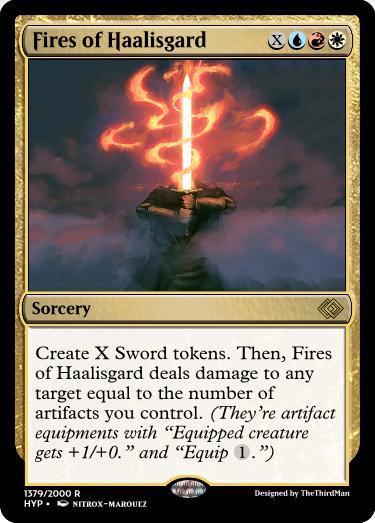 Fires of Haalisgard X
Sorcery
Create X Sword tokens. Then, Fires
of Haalisgard deals damage to any
target equal to the number of
artifacts you control. (They’re artifact
equipments with “Equipped creature
gets +1/+0.” and “Equip 1.”)
1379/2000 R
HYP • NITROX-MARQUEZ
Designed by TheThirdMan